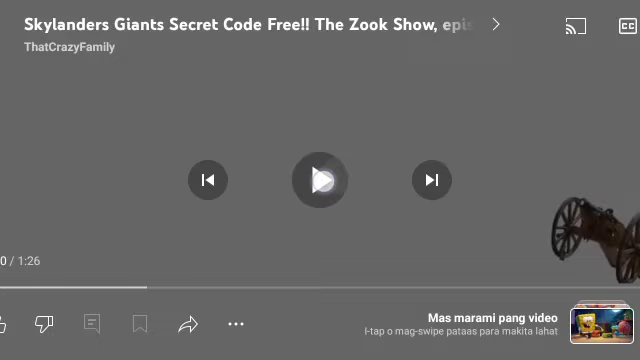 Skylanders Giants Secret Code Free!! The Zook Show, epis
ThatCrazyFamily
CC
0 / 1:26
Mas marami pang video
I-tap o mag-swipe pataas para makita lahat